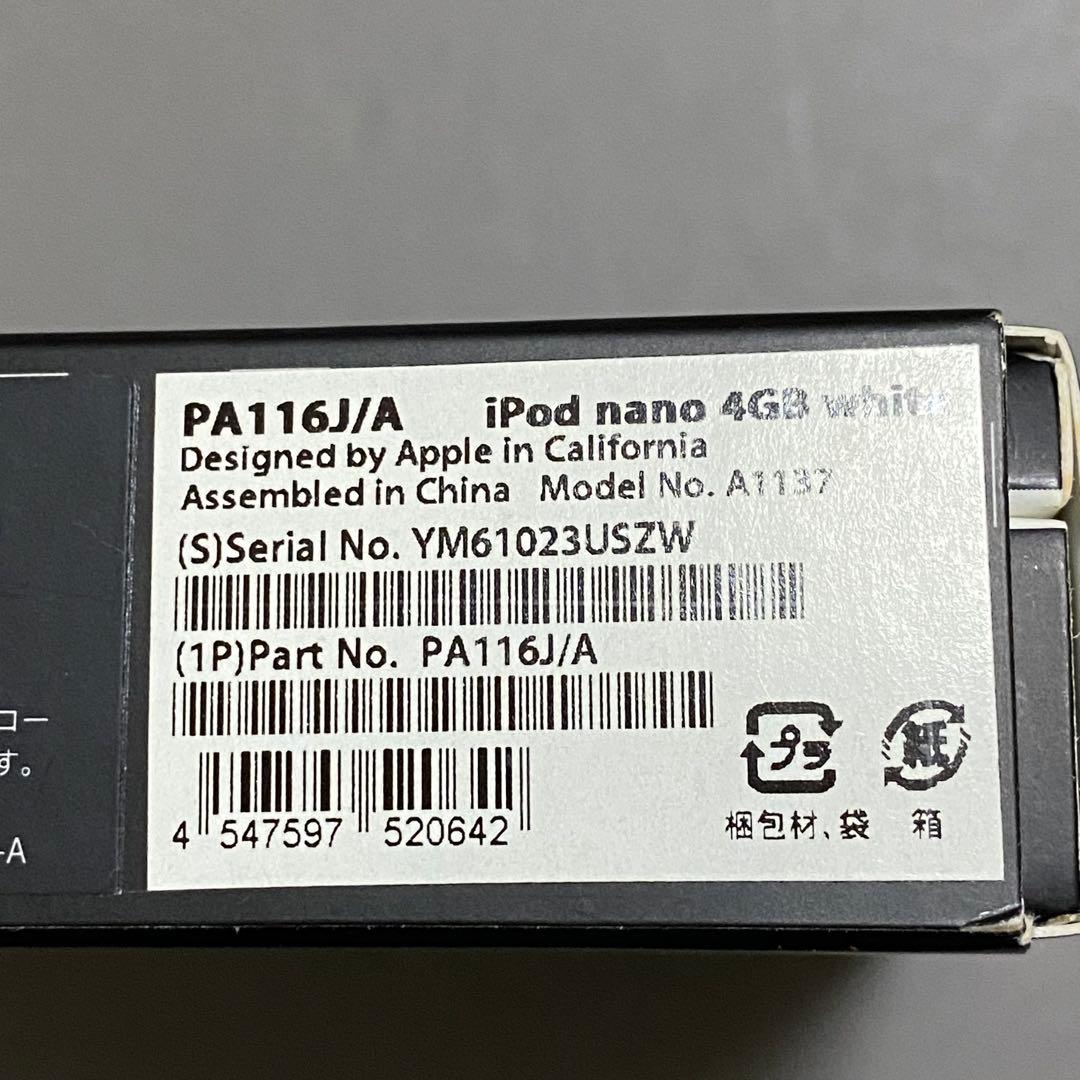 PA116J/A iPod nano 4GB white
Designed by Apple in California
Assembled in China Model No. A1137
(S)Serial No. YM61023USZW
(1P)Part No. PA116J/A
4 547597 520642
プラ 紙
梱包材、袋 箱
コー
す。
-A